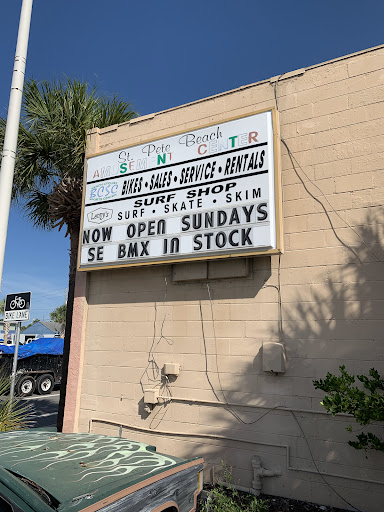 St. Pete Beach
AMUSEMENT CENTER
BCSC
BIKES • SALES • SERVICE • RENTALS
SURF SHOP
SURF • SKATE • SKIM
NOW OPEN SUNDAYS
SE BMX IN STOCK
BIKE LANE